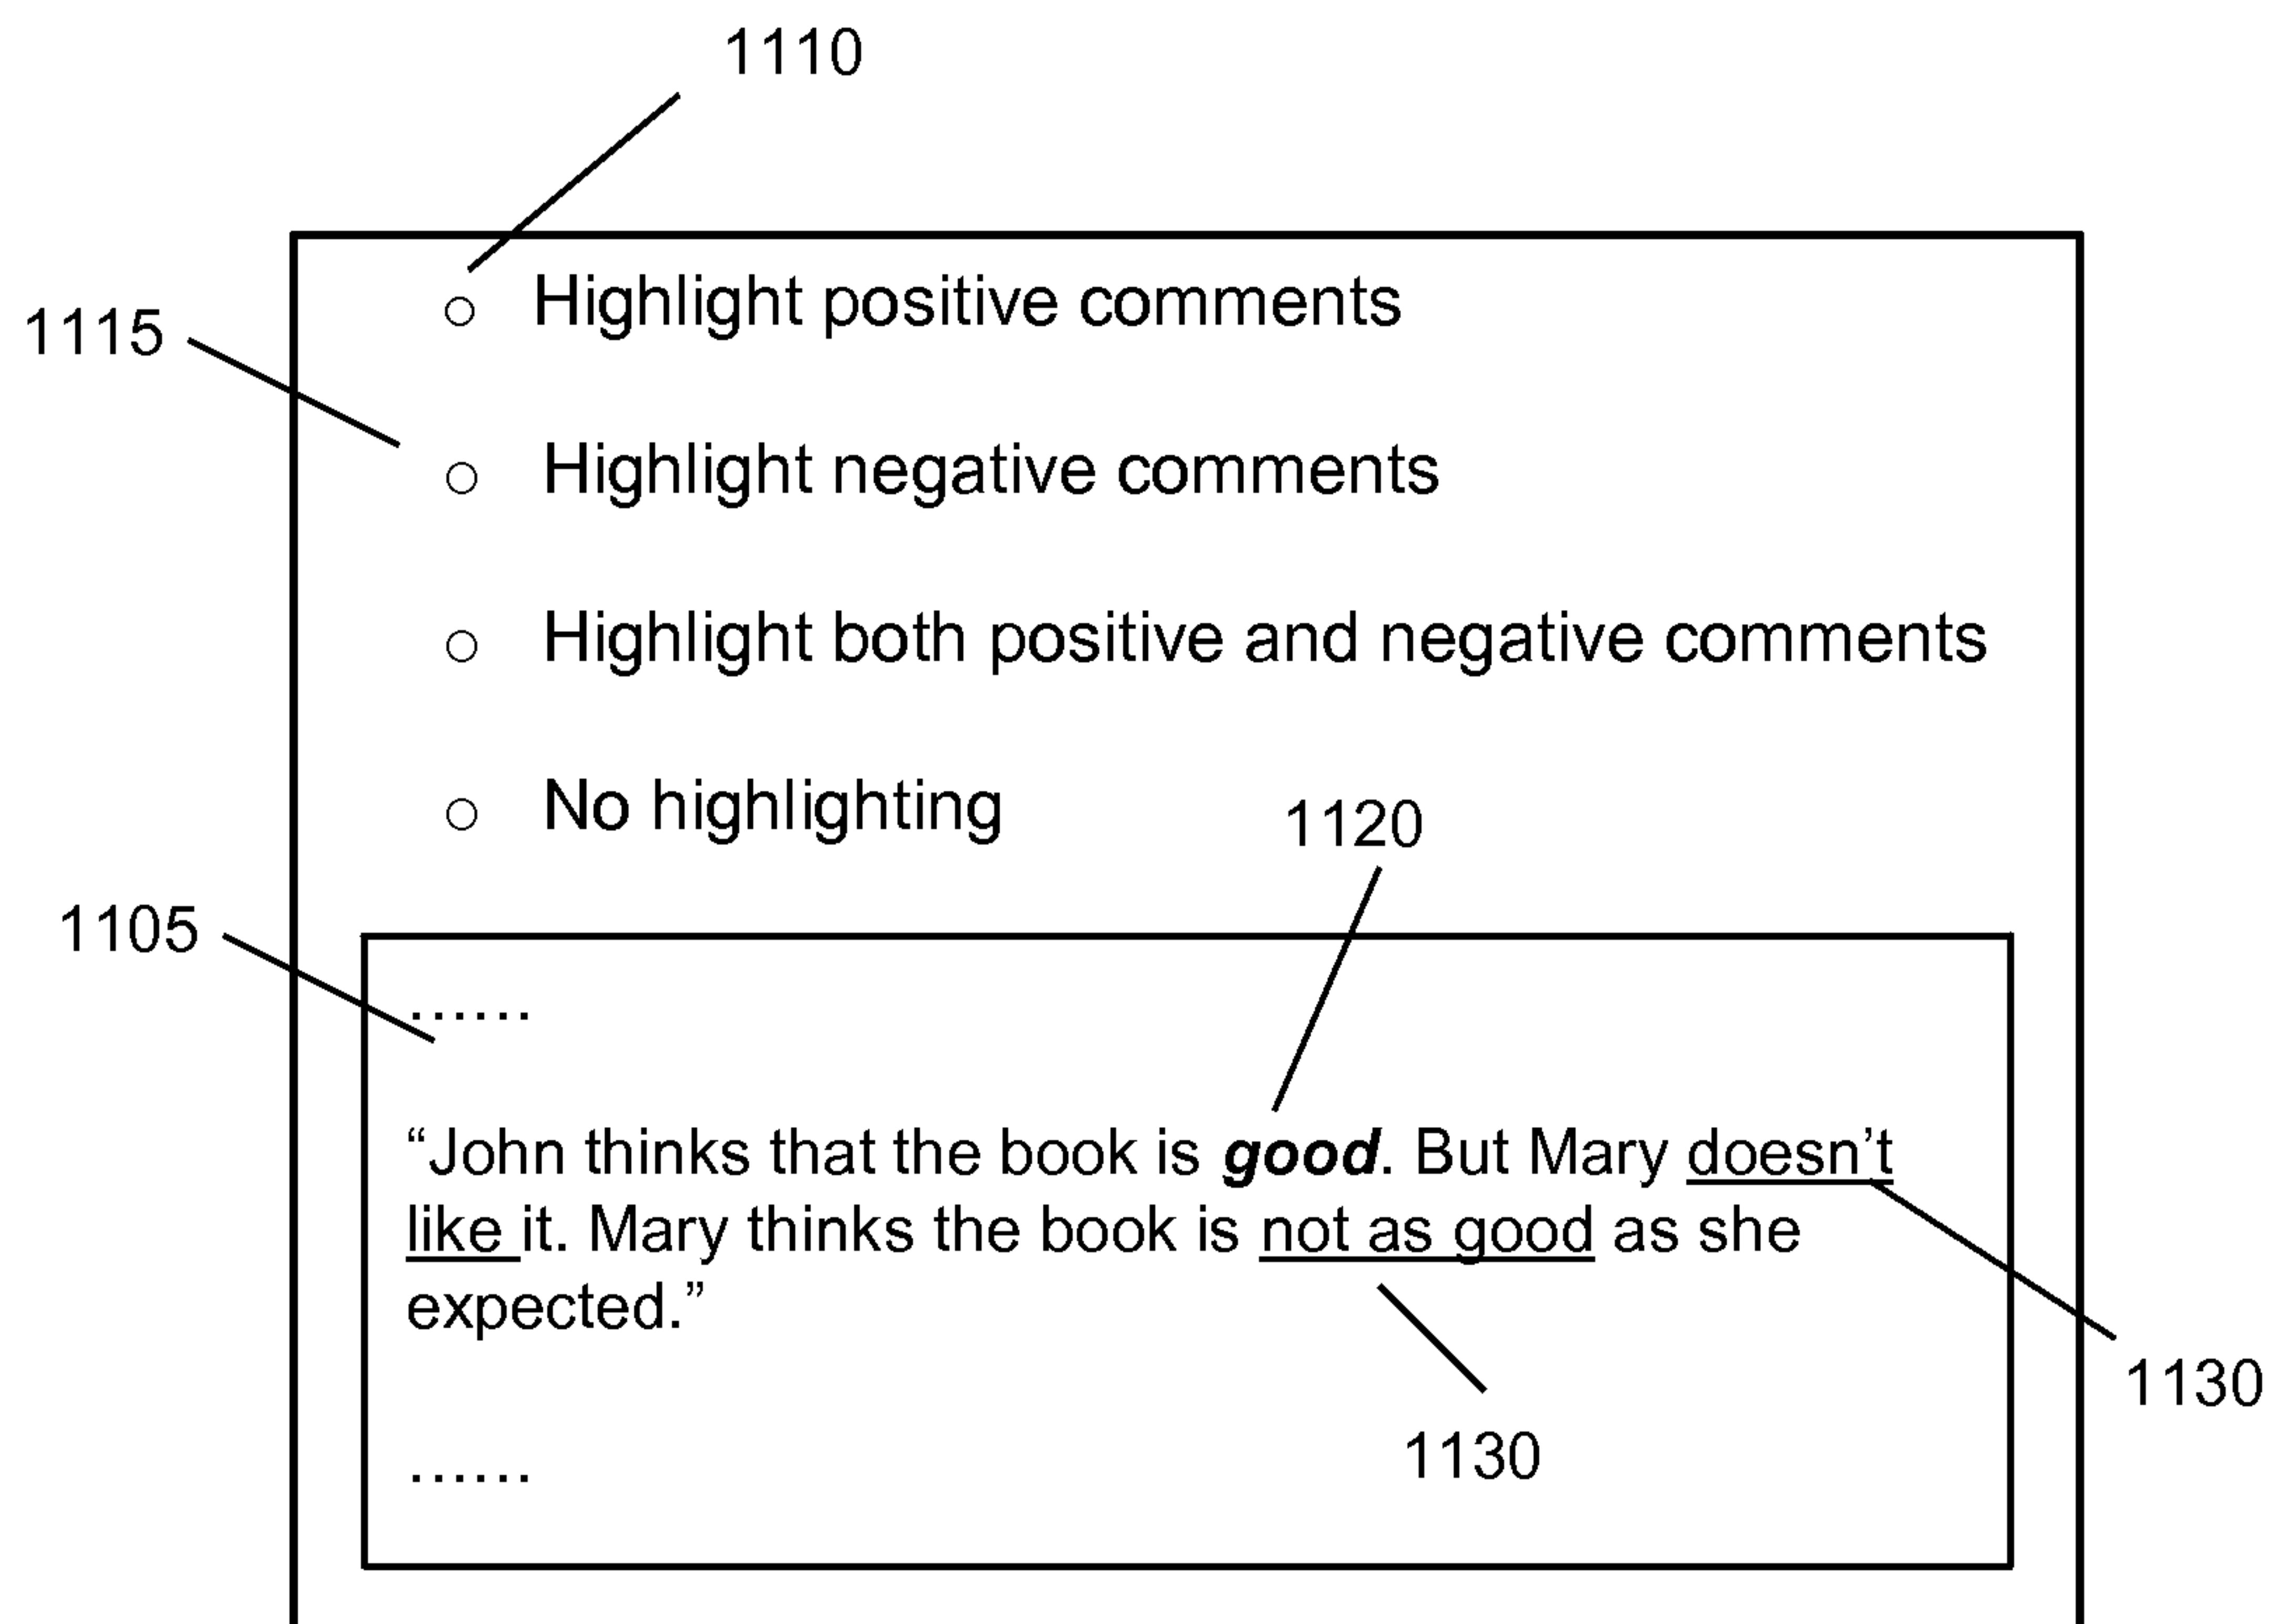 1110
Highlight positive comments
1115
Highlight negative comments
Highlight both positive and negative comments
No highlighting
1120
1105
......
“John thinks that the book is good. But Mary doesn’t
like it. Mary thinks the book is not as good as she
expected.”
1130
1130
......